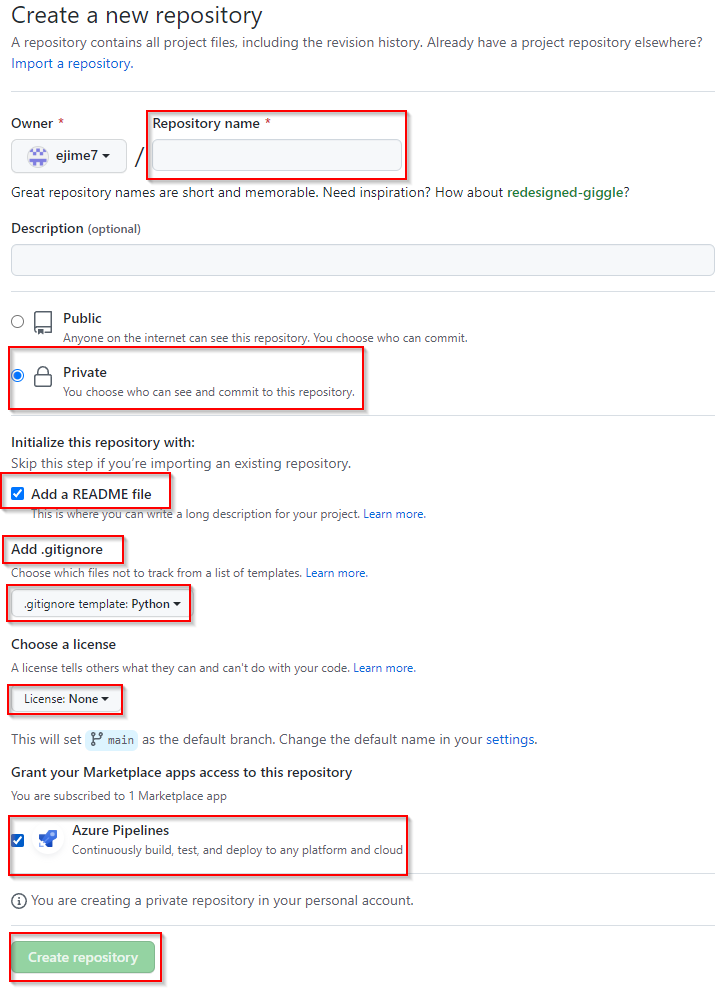 Create a new repository
A repository contains all project files, including the revision history. Already have a project repository elsewhere?
Import a repository.
Owner *
Repository name *
ejime7
/
Great repository names are short and memorable. Need inspiration? How about redesigned-giggle?
Description (optional)
Public
Anyone on the internet can see this repository. You choose who can commit.
Private
You choose who can see and commit to this repository.
Initialize this repository with:
Skip this step if you're importing an existing repository.
Add a README file
This is where you can write a long description for your project. Learn more.
Add .gitignore
Choose which files not to track from a list of templates. Learn more.
.gitignore template: Python
Choose a license
A license tells others what they can and can't do with your code. Learn more.
License: None
This will set main as the default branch. Change the default name in your settings.
Grant your Marketplace apps access to this repository
You are subscribed to 1 Marketplace app
Azure Pipelines
Continuously build, test, and deploy to any platform and cloud
You are creating a private repository in your personal account.
Create repository